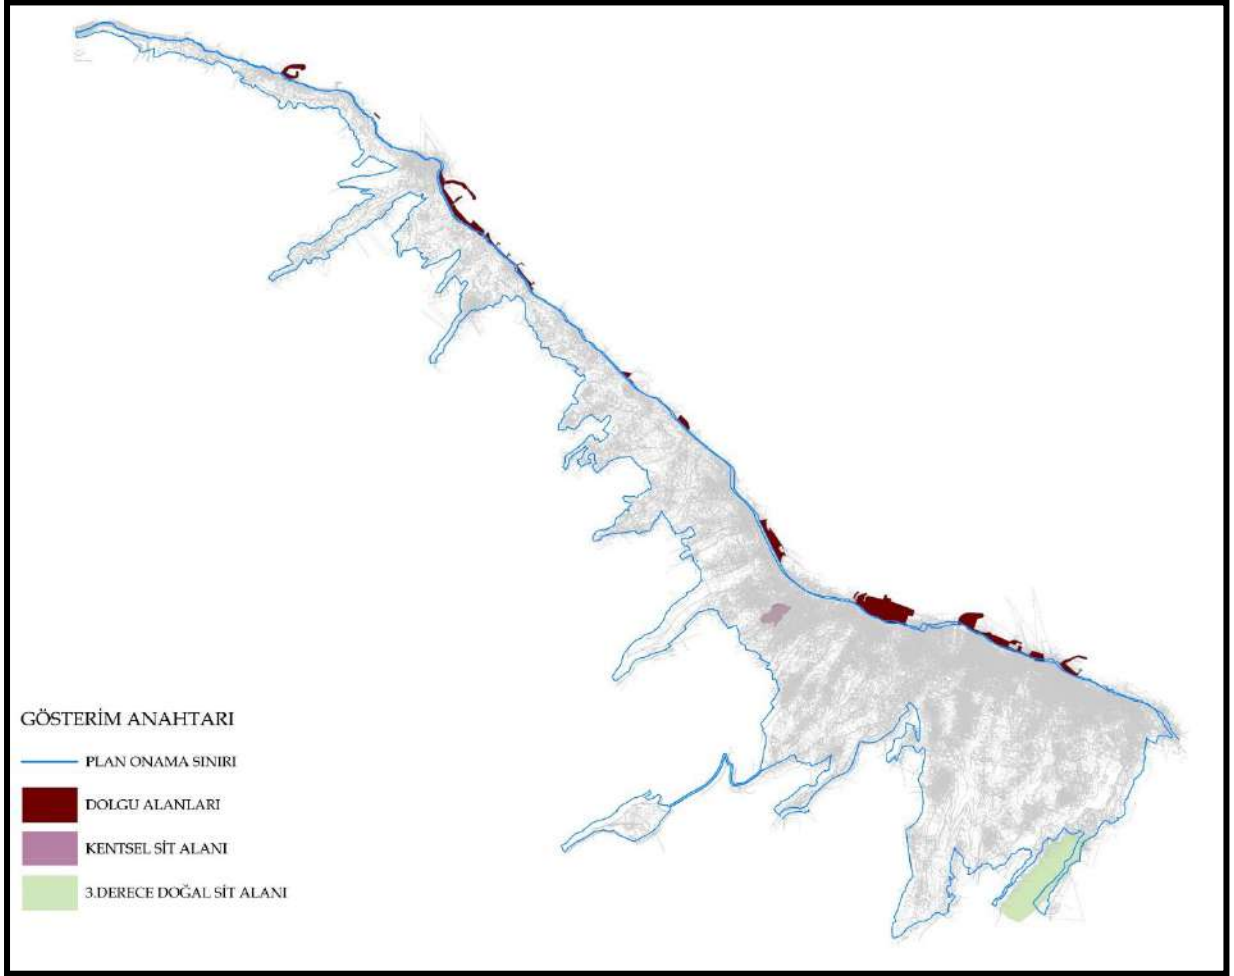 GÖSTERİM ANAHTARI
PLAN ONAMA SINIRI
DOLGU ALANLARI
KENTSEL SİT ALANI
3.DERECE DOĞAL SİT ALANI